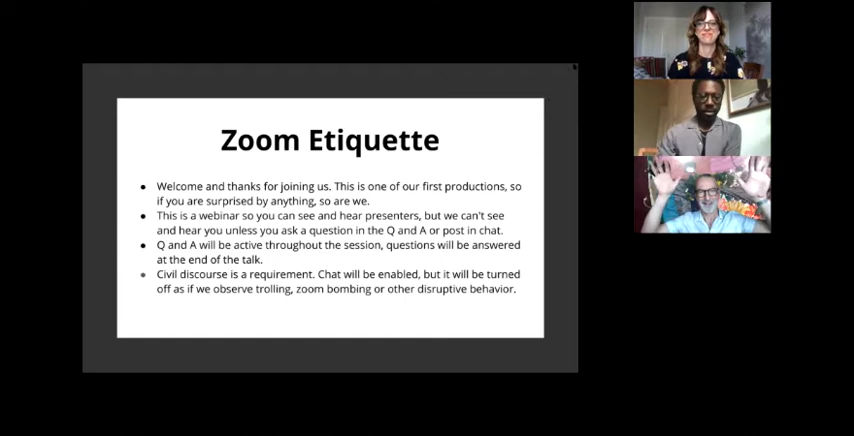 Zoom Etiquette
● Welcome and thanks for joining us. This is one of our first productions, so
if you are surprised by anything, so are we.
● This is a webinar so you can see and hear presenters, but we can't see
and hear you unless you ask a question in the Q and A or post in chat.
● Q and A will be active throughout the session, questions will be answered
at the end of the talk.
● Civil discourse is a requirement. Chat will be enabled, but it will be turned
off as if we observe trolling, zoom bombing or other disruptive behavior.